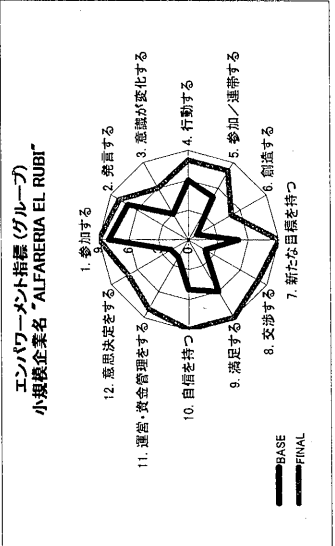 エンパワーメント指標（グループ）
小規模企業名 "ALFARERIA EL RUBI"
1. 参加する
2. 発言する
3. 意識が変化する
4. 行動する
5. 参加／連帯する
6. 創造する
7. 新たな目標を持つ
8. 交渉する
9. 満足する
10. 自信を持つ
11. 運営・資金管理をする
12. 意思決定をする
9
6
0
BASE
FINAL